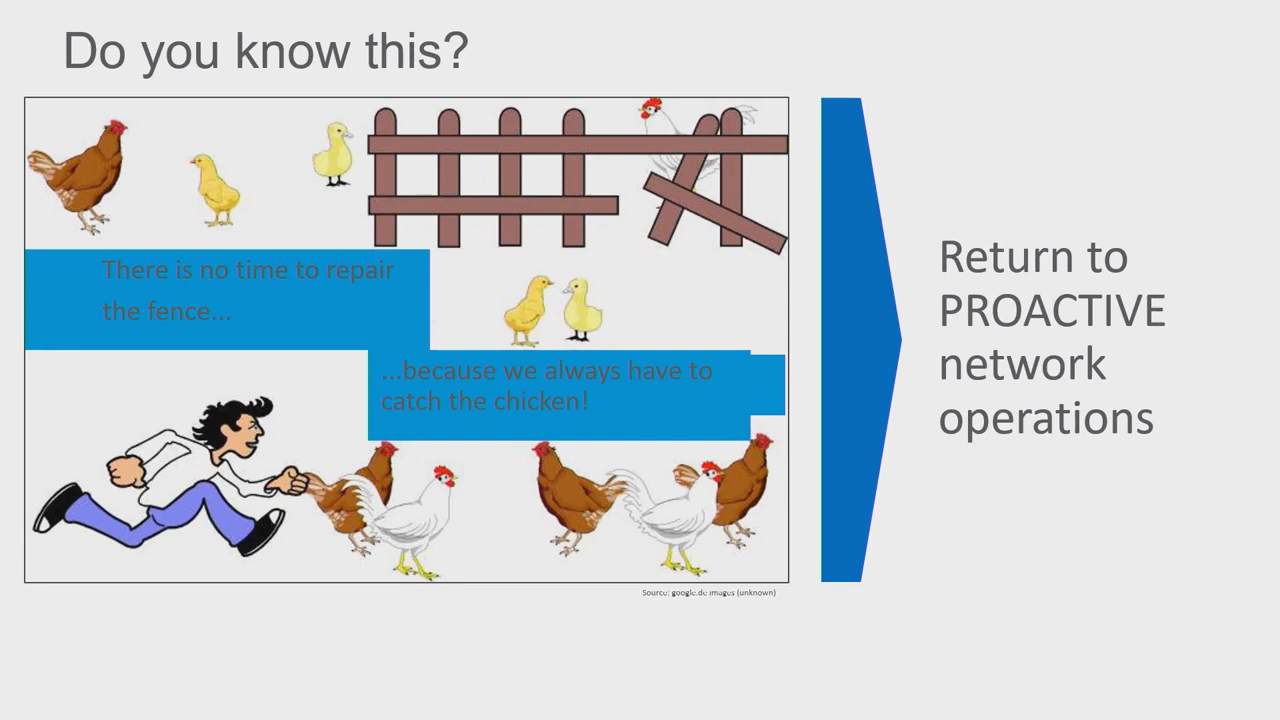 Do you know this?
There is no time to repair
the fence...
...because we always have to
catch the chicken!
Return to
PROACTIVE
network
operations
Source: google.de images (unknown)